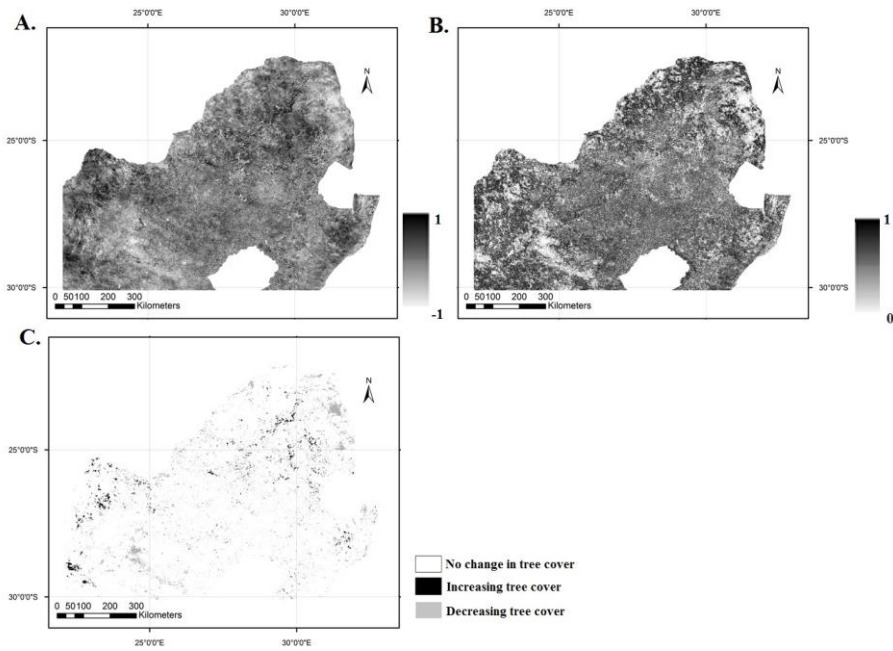 25°0'0"E 30°0'0"E 25°0'0"E 30°0'0"E
A. B.
N N
25°0'0"S 25°0'0"S
1 1
30°0'0"S 30°0'0"S
0 50100 200 300 0 50100 200 300
Kilometers Kilometers
-1 0
C.
N
25°0'0"S
No change in tree cover
Increasing tree cover
30°0'0"S
0 50100 200 300
Kilometers
Decreasing tree cover
25°0'0"E 30°0'0"E